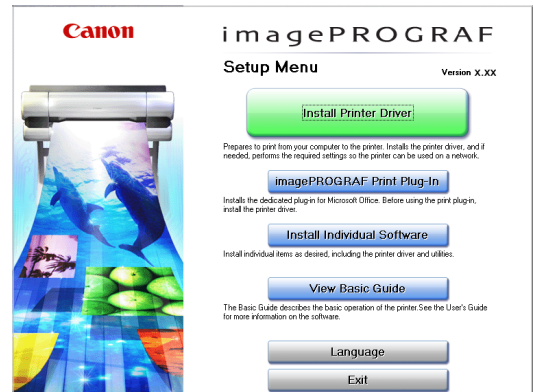 Canon
imagePROGRAF
Setup Menu
Version X.XX
Install Printer Driver
Prepares to print from your computer to the printer. Installs the printer driver, and if
needed, performs the required settings so the printer can be used on a network.
imagePROGRAF Print Plug-In
Installs the dedicated plug-in for Microsoft Office. Before using the print plug-in,
install the printer driver.
Install Individual Software
Install individual items as desired, including the printer driver and utilities.
View Basic Guide
The Basic Guide describes the basic operation of the printer.See the User's Guide
for more information on the software.
Language
Exit